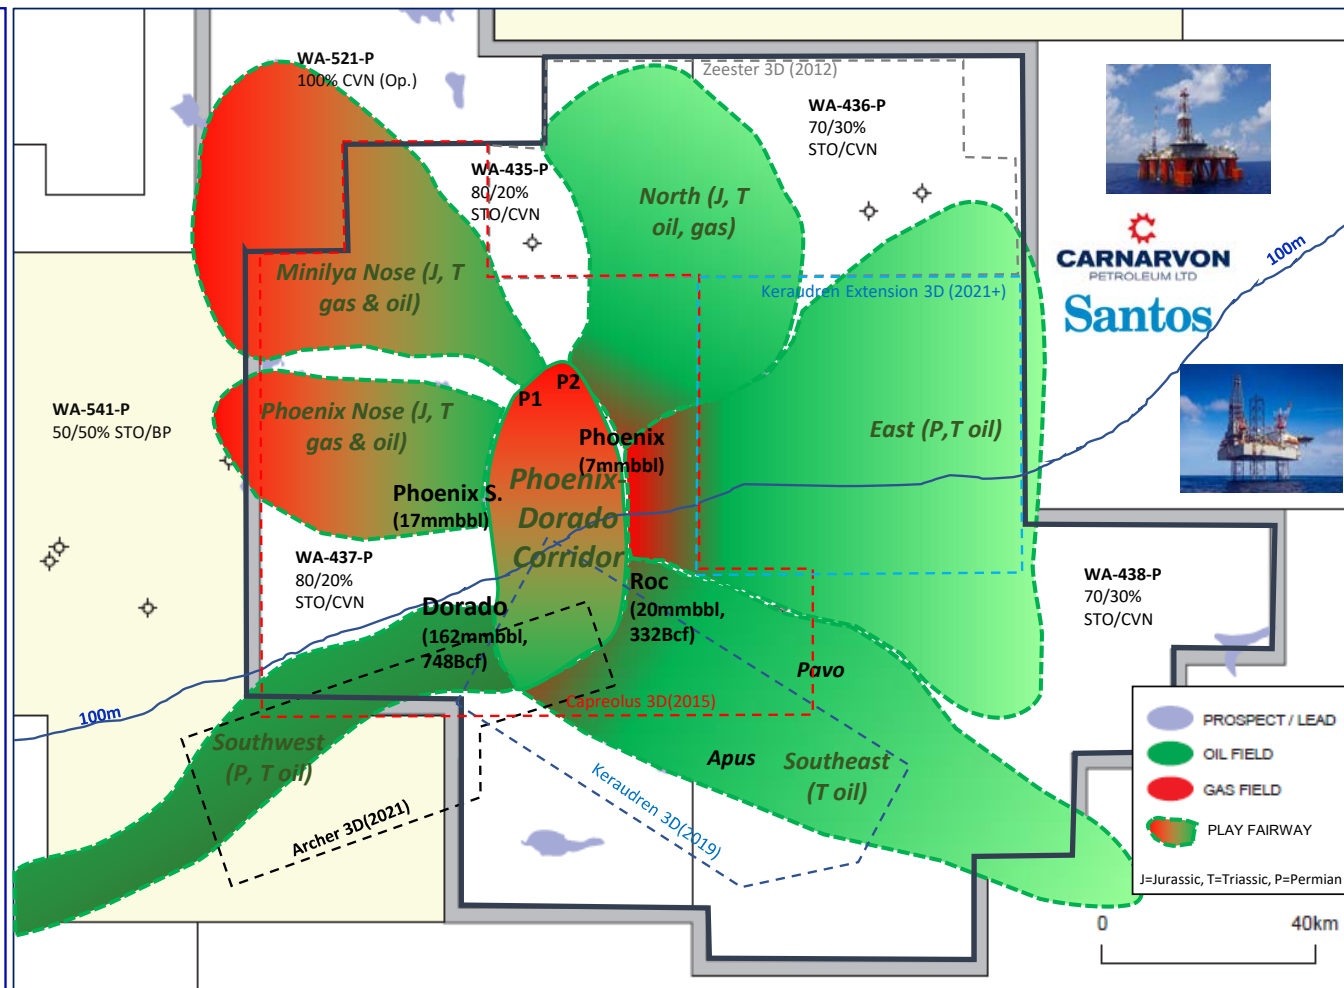 WA-521-P
100% CVN (Op.)
Zeester 3D (2012)
WA-436-P
70/30%
STO/CVN
WA-435-P
80/20%
STO/CVN
North (J, T
oil, gas)
CARNARVON
PETROLEUM LTD
Santos
100m
Minilya Nose (J, T
gas & oil)
Keraudren Extension 3D (2021+)
P2
P1
WA-541-P
50/50% STO/BP
Phoenix Nose (J, T
gas & oil)
East (P,T oil)
Phoenix
(7mmbbl)
Phoenix S.
(17mmbbl)
Phoenix-
Dorado
Corridor
WA-437-P
80/20%
STO/CVN
Roc
(20mmbbl,
332Bcf)
WA-438-P
70/30%
STO/CVN
Dorado
(162mmbbl,
748Bcf)
Pavo
Capreolus 3D(2015)
100m
Southwest
(P, T oil)
Apus
Southeast
(T oil)
Keraudren 3D(2019)
Archer 3D(2021)
PROSPECT / LEAD
OIL FIELD
GAS FIELD
PLAY FAIRWAY
J=Jurassic, T=Triassic, P=Permian
0
40km